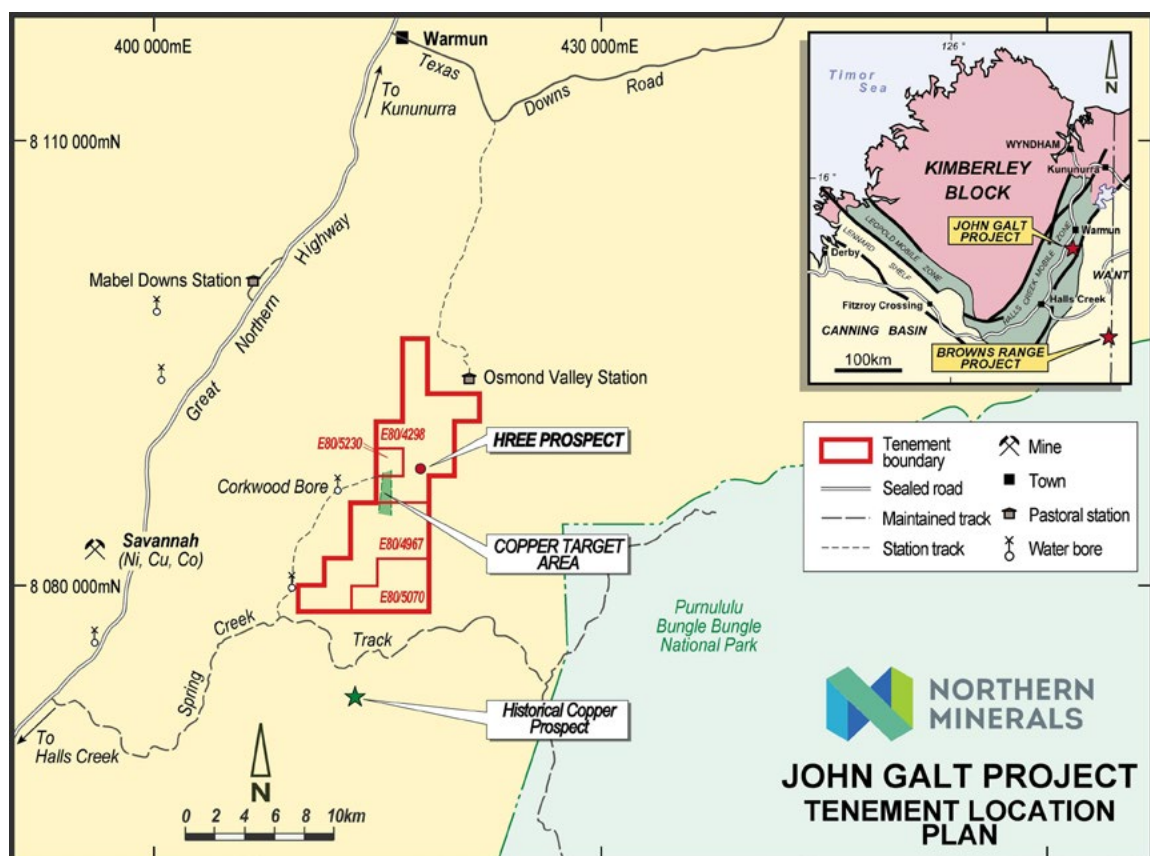 400 000mE
430 000mE
Warmun
Texas
Downs
Road
To
Kununurra
8 110 000mN
Highway
Northern
Great
Mabel Downs Station
Osmond Valley Station
E80/4298
E80/5230
HREE PROSPECT
Corkwood Bore
COPPER TARGET
AREA
E80/4967
E80/5070
Savannah
(Ni, Cu, Co)
8 080 000mN
Creek
Track
Spring
Purnululu
Bungle Bungle
National Park
Historical Copper
Prospect
To
Halls Creek
N
0 2 4 6 8 10km
126 °
Timor
Sea
N
WYNDHAM
Kununurra
16 °
KIMBERLEY
BLOCK
JOHN GALT
PROJECT
Warmun
LEOPOLD MOBILE ZONE
LENNARD
SHELF
Derby
HALLS CREEK MOBILE ZONE
WA
NT
Halls Creek
Fitzroy Crossing
CANNING BASIN
BROWNS RANGE
PROJECT
100km
Tenement
boundary
Sealed road
Maintained track
Station track
Mine
Town
Pastoral station
Water bore
NORTHERN
MINERALS
JOHN GALT PROJECT
TENEMENT LOCATION
PLAN